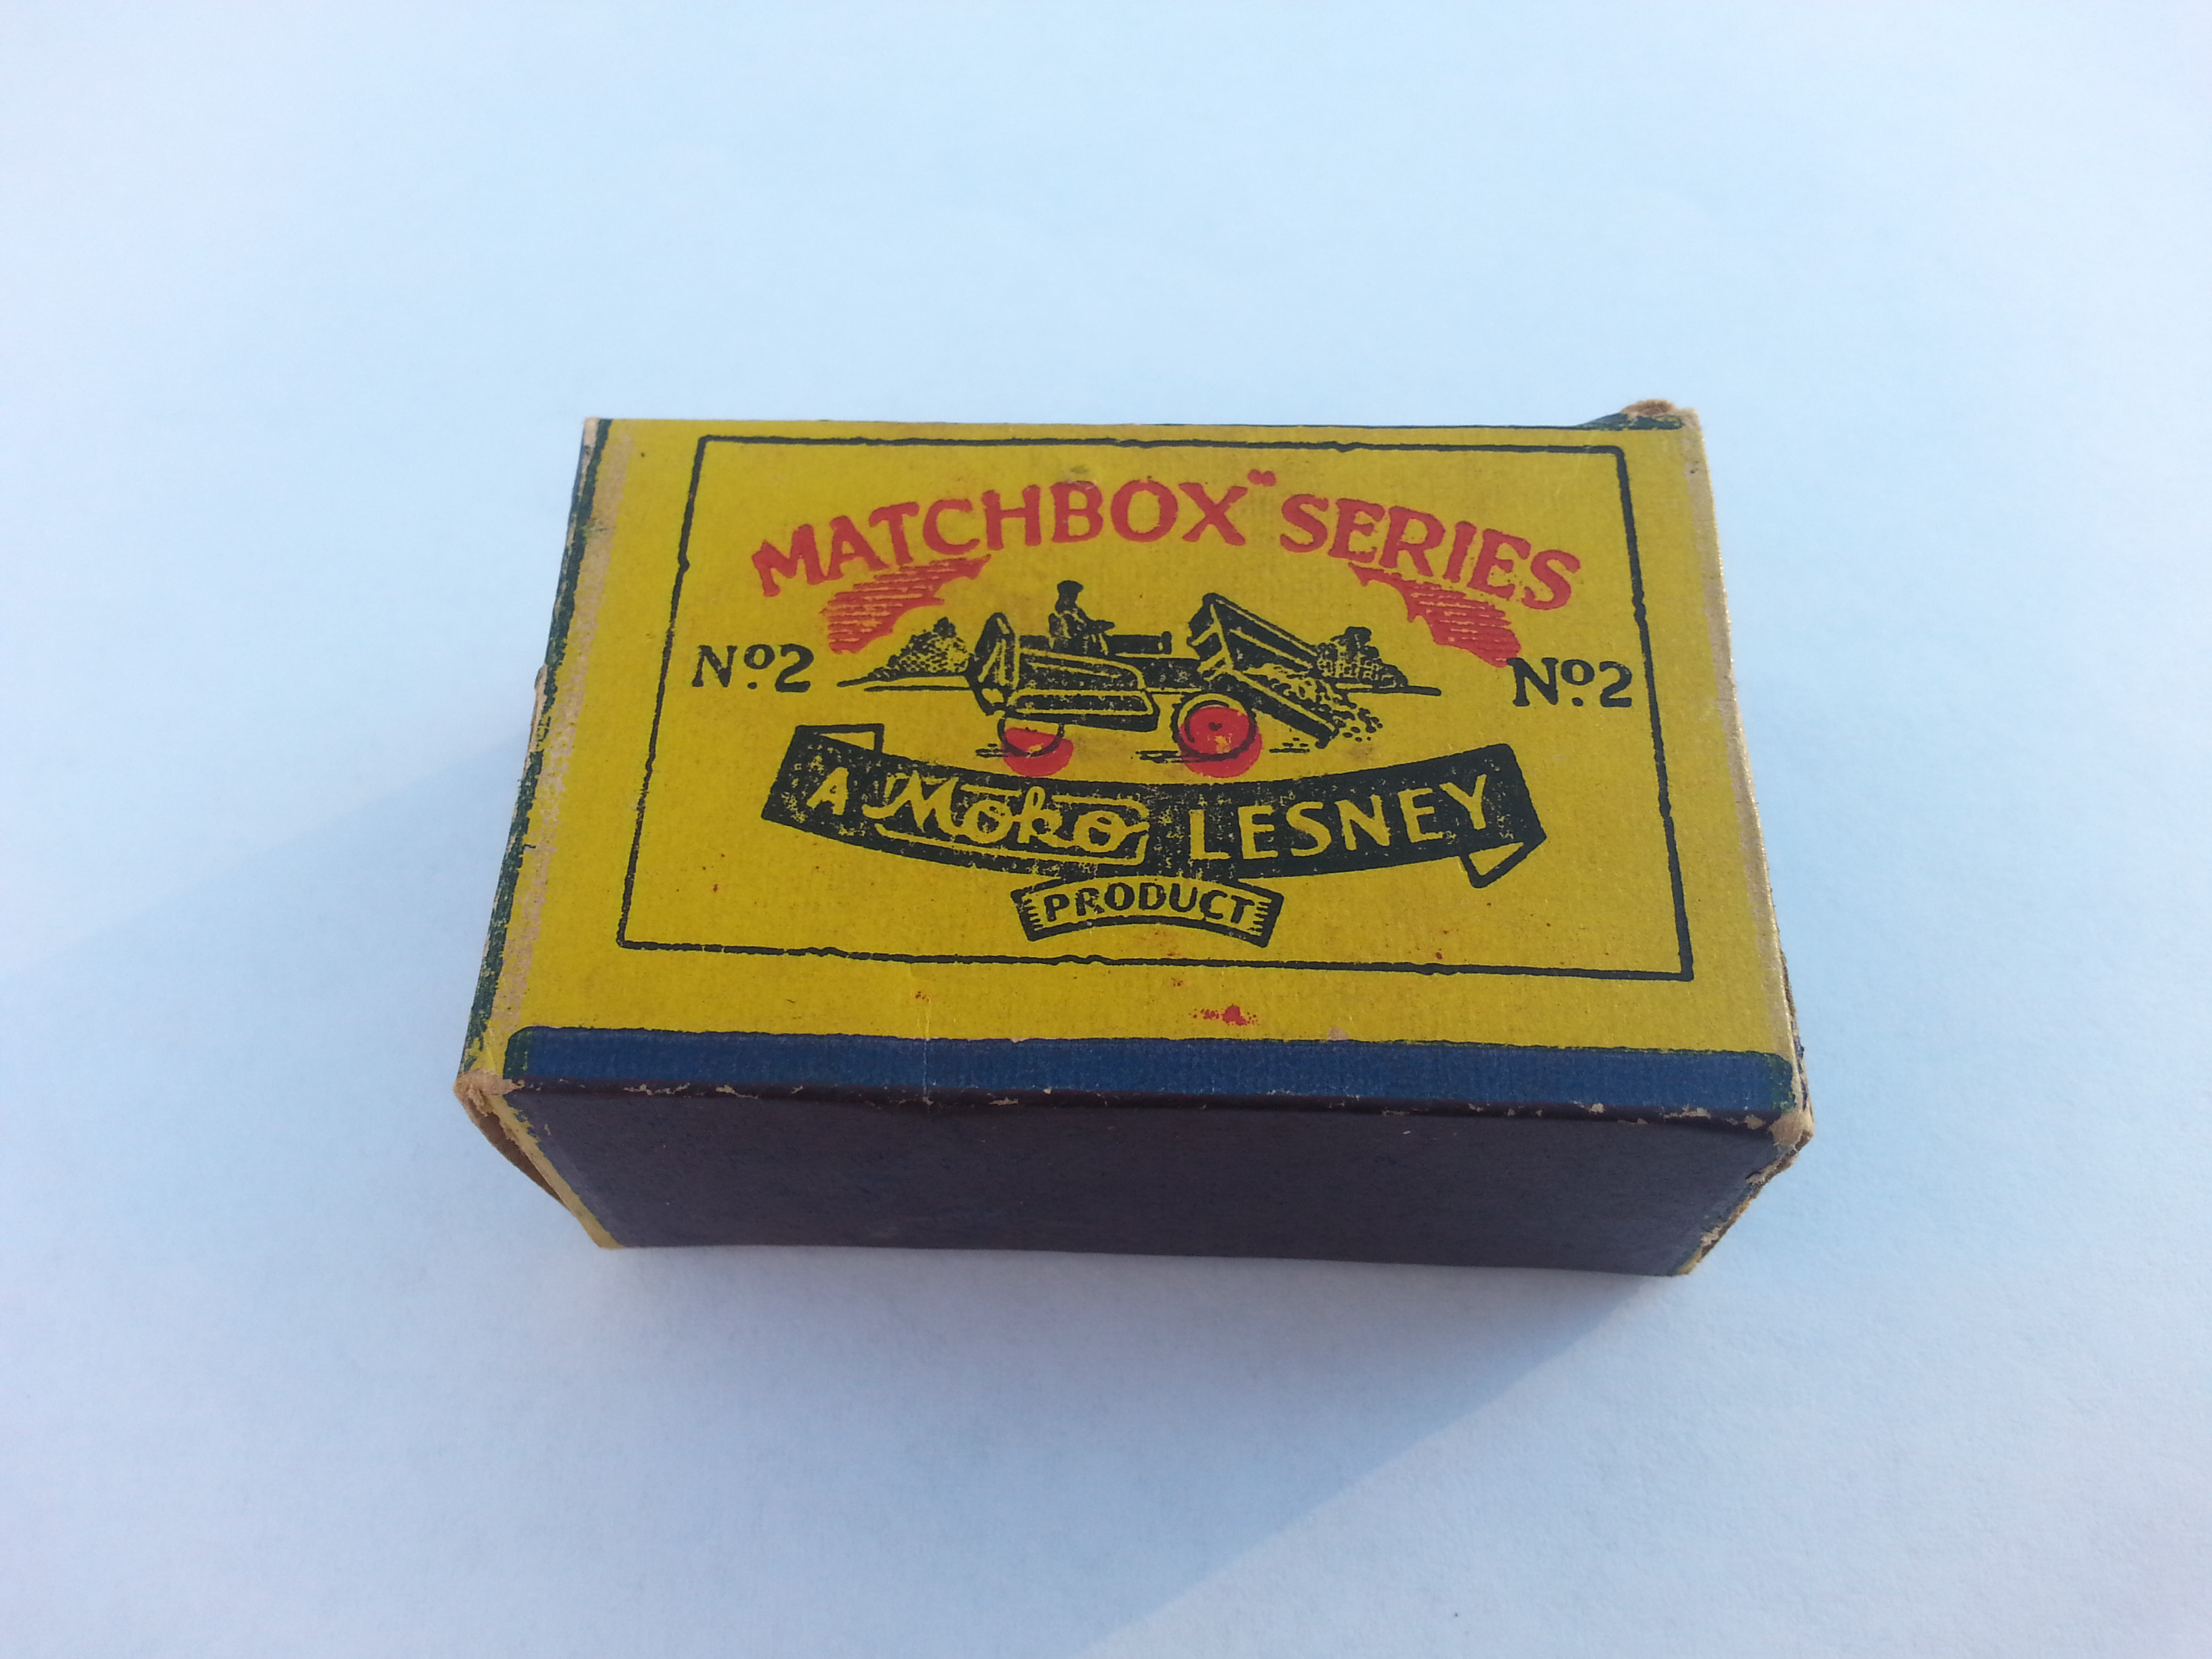 MATCHBOX" SERIES
Nº2 Nº2
A Moko LESNEY
PRODUCT